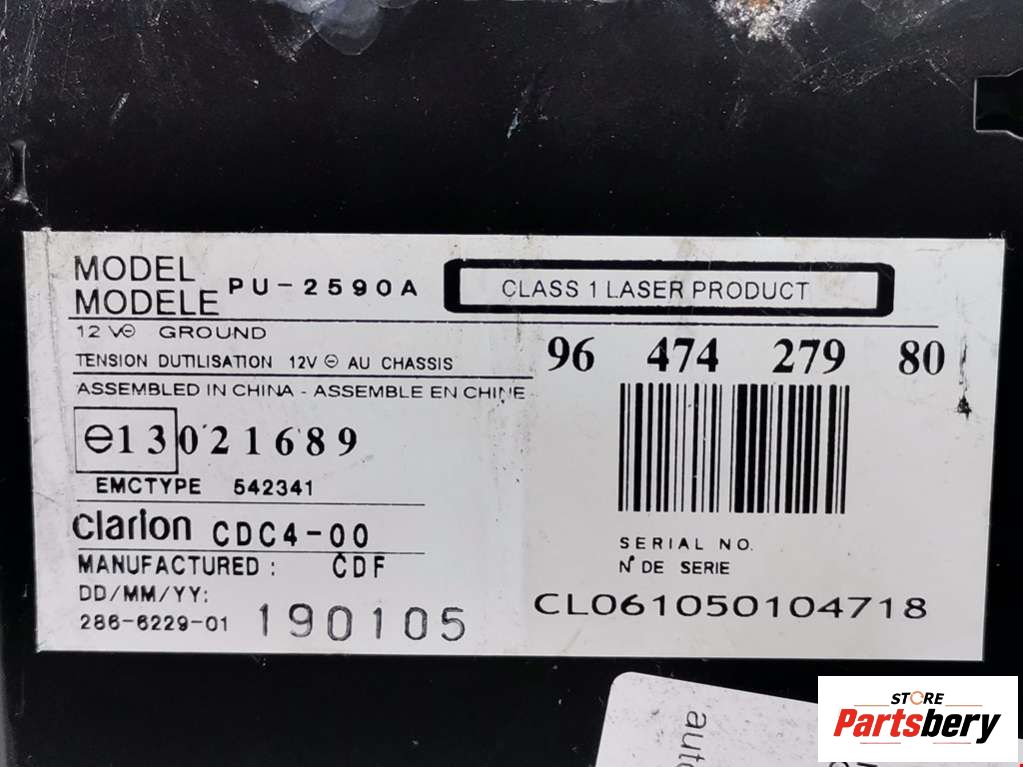 MODEL
MODELE PU-2590A
CLASS 1 LASER PRODUCT
12 V⊖ GROUND
TENSION DUTILISATION 12V ⊖ AU CHASSIS
ASSEMBLED IN CHINA - ASSEMBLE EN CHINE
96 474 279 80
e13 021689
EMCTYPE 542341
Clarion CDC4-00
MANUFACTURED : CDF
DD/MM/YY:
286-6229-01 190105
SERIAL NO.
N° DE SERIE
CL061050104718
auto
STORE
Partsbery